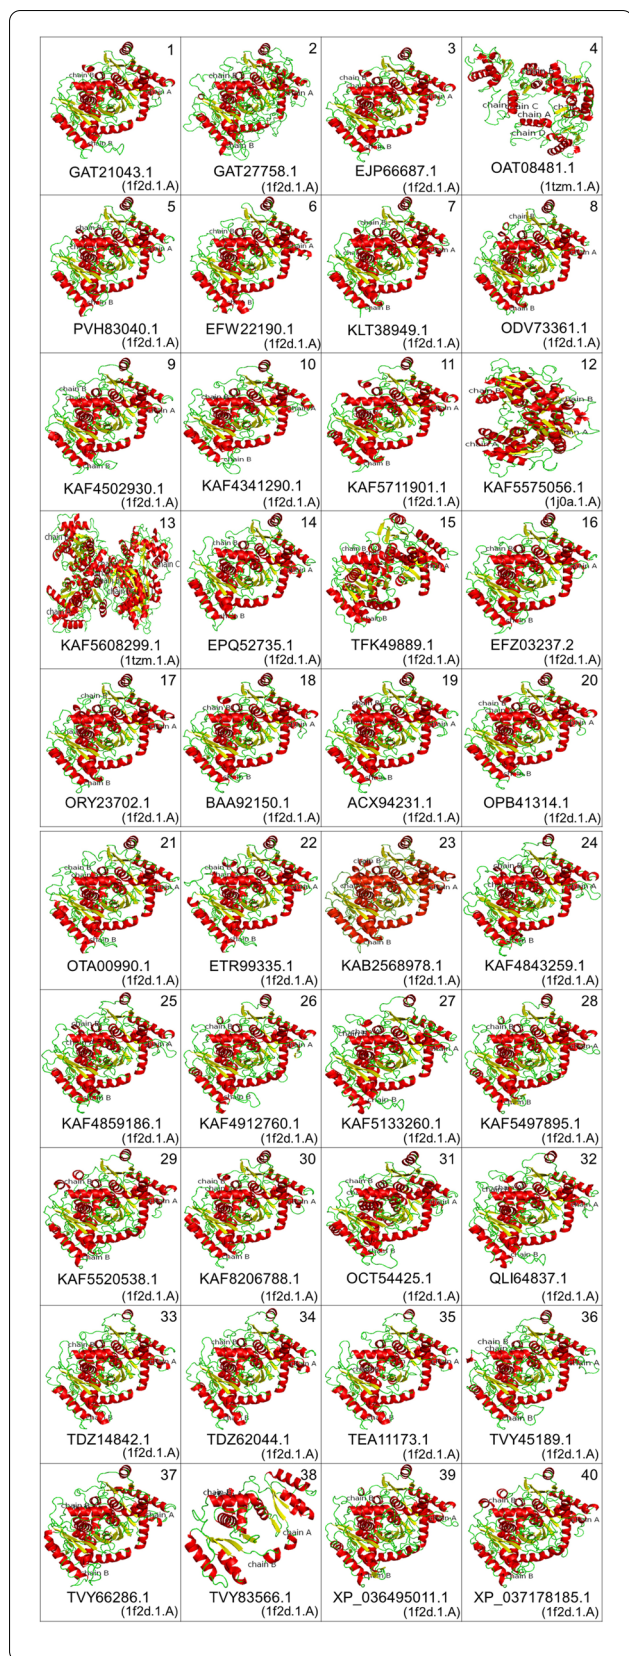 1 2 3 4
chain B chain A chain B
GAT21043.1 GAT27758.1 EJP66687.1 OAT08481.1
(1f2d.1.A) (1f2d.1.A) (1f2d.1.A) (1tzm.1.A)
5 6 7 8
PVH83040.1 EFW22190.1 KLT38949.1 ODV73361.1
(1f2d.1.A) (1f2d.1.A) (1f2d.1.A) (1f2d.1.A)
9 10 11 12
KAF4502930.1 KAF4341290.1 KAF5711901.1 KAF5575056.1
(1f2d.1.A) (1f2d.1.A) (1f2d.1.A) (1j0a.1.A)
13 14 15 16
KAF5608299.1 EPQ52735.1 TFK49889.1 EFZ03237.2
(1tzm.1.A) (1f2d.1.A) (1f2d.1.A) (1f2d.1.A)
17 18 19 20
ORY23702.1 BAA92150.1 ACX94231.1 OPB41314.1
(1f2d.1.A) (1f2d.1.A) (1f2d.1.A) (1f2d.1.A)
21 22 23 24
OTA00990.1 ETR99335.1 KAB2568978.1 KAF4843259.1
(1f2d.1.A) (1f2d.1.A) (1f2d.1.A) (1f2d.1.A)
25 26 27 28
KAF4859186.1 KAF4912760.1 KAF5133260.1 KAF5497895.1
(1f2d.1.A) (1f2d.1.A) (1f2d.1.A) (1f2d.1.A)
29 30 31 32
KAF5520538.1 KAF8206788.1 OCT54425.1 QLI64837.1
(1f2d.1.A) (1f2d.1.A) (1f2d.1.A) (1f2d.1.A)
33 34 35 36
TDZ14842.1 TDZ62044.1 TEA11173.1 TVY45189.1
(1f2d.1.A) (1f2d.1.A) (1f2d.1.A) (1f2d.1.A)
37 38 39 40
chain A
chain B
TVY66286.1 TVY83566.1 XP_036495011.1 XP_037178185.1
(1f2d.1.A) (1f2d.1.A) (1f2d.1.A) (1f2d.1.A)